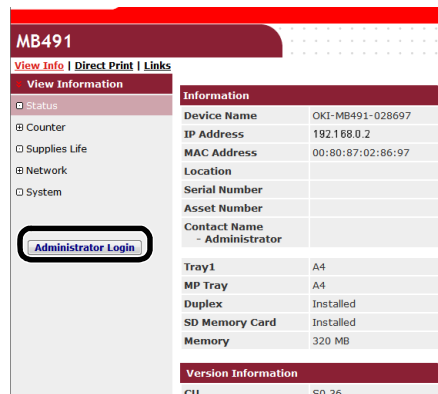 MB491
View Info | Direct Print | Links
View Information
Status
Counter
Supplies Life
Network
System
Administrator Login
Information
Device Name OKI-MB491-028697
IP Address 192.168.0.2
MAC Address 00:80:87:02:86:97
Location
Serial Number
Asset Number
Contact Name
- Administrator
Tray1 A4
MP Tray A4
Duplex Installed
SD Memory Card Installed
Memory 320 MB
Version Information
CU S0.26